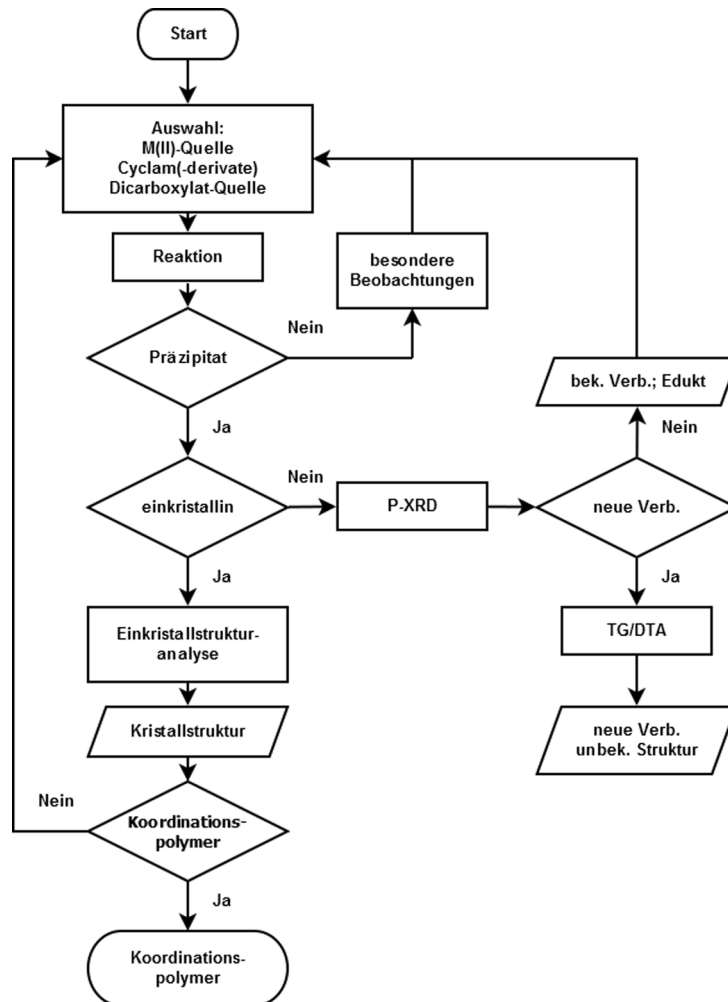 Start
Auswahl:
M(II)-Quelle
Cyclam(-derivate)
Dicarboxylat-Quelle
Reaktion
besondere
Beobachtungen
Nein
Präzipitat
Ja
bek. Verb.; Edukt
Nein
Nein
einkristallin
P-XRD
neue Verb.
Ja
Ja
Einkristallstruktur-
analyse
TG/DTA
Kristallstruktur
neue Verb.
unbek. Struktur
Nein
Koordinations-
polymer
Ja
Koordinations-
polymer